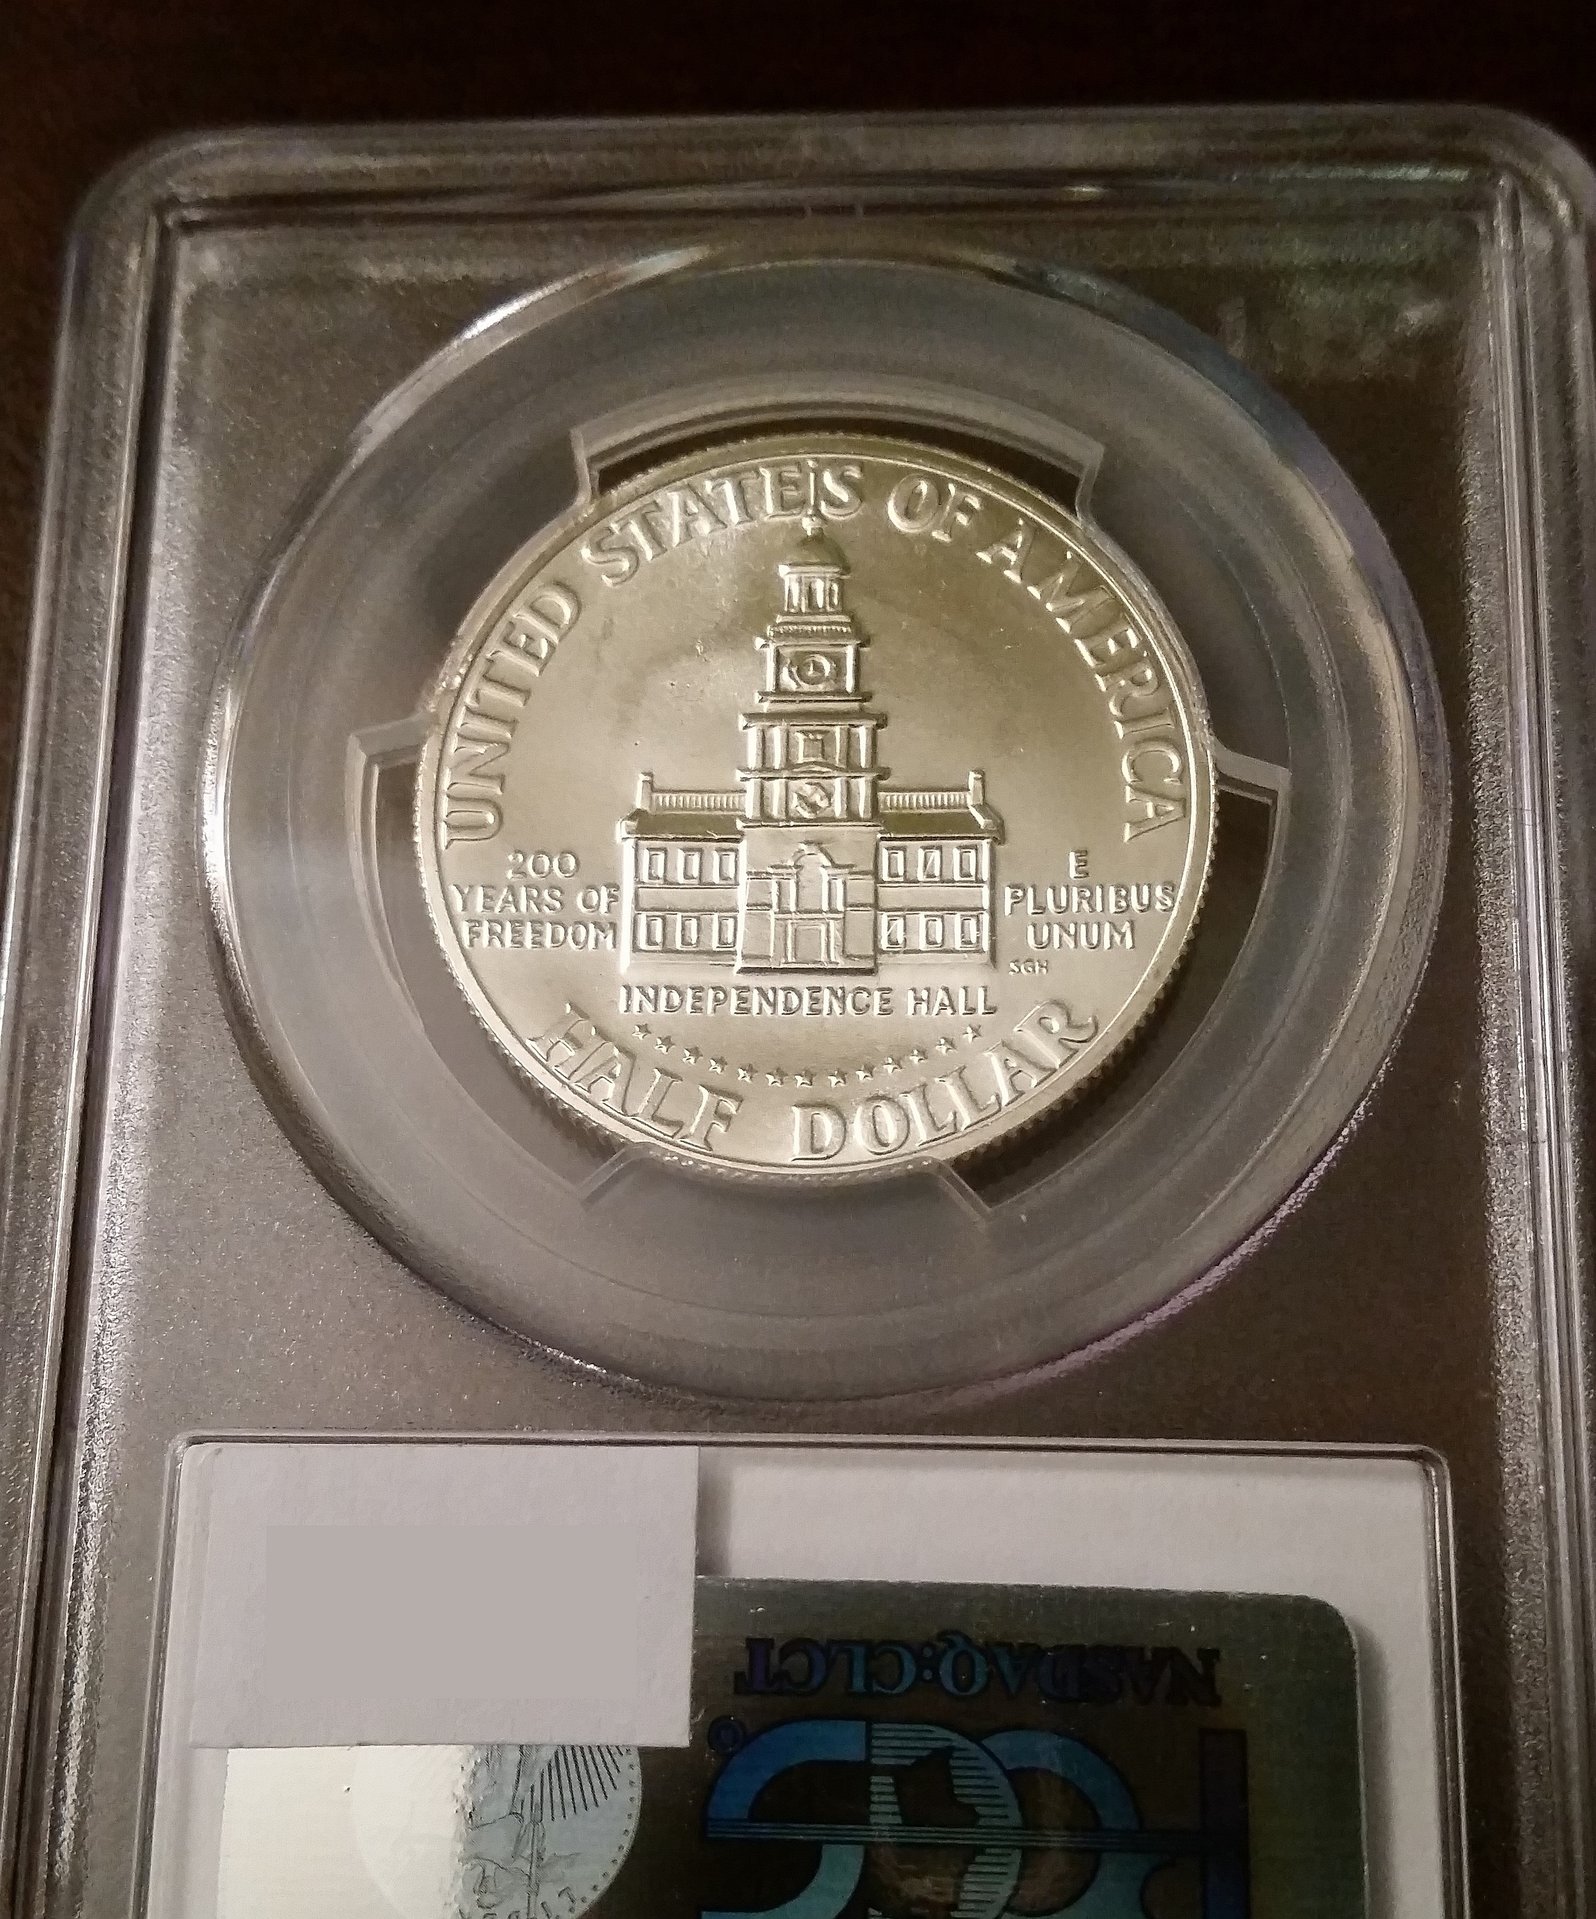 UNITED STATES OF AMERICA
200
YEARS OF
FREEDOM
E
PLURIBUS
UNUM
SGH
INDEPENDENCE HALL
HALF DOLLAR
NASDAQ:CLCT
PCGS